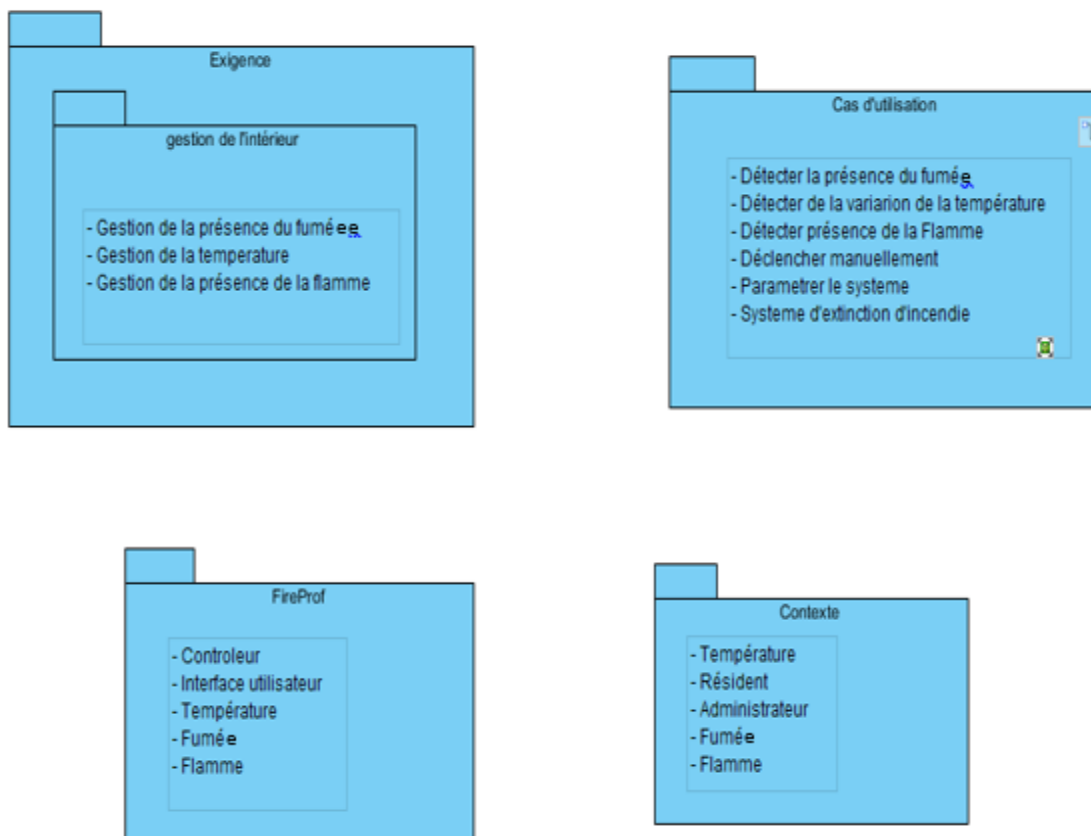 Exigence
gestion de l'intérieur
- Gestion de la présence du fuméee
- Gestion de la temperature
- Gestion de la présence de la flamme
Cas d'utilisation
- Détecter la présence du fumée
- Détecter de la variarion de la température
- Détecter présence de la Flamme
- Déclencher manuellement
- Parametrer le systeme
- Systeme d'extinction d'incendie
FireProf
- Controleur
- Interface utilisateur
- Température
- Fumée
- Flamme
Contexte
- Température
- Résident
- Administrateur
- Fumée
- Flamme